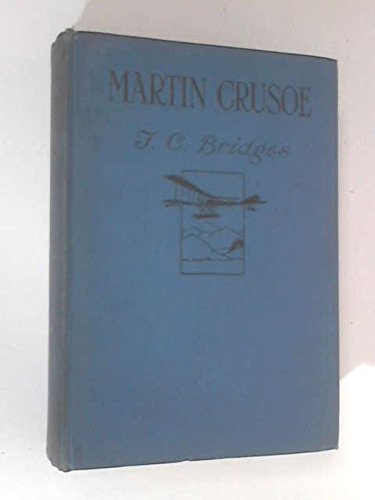 MARTIN CRUSOE
T. C. Bridges